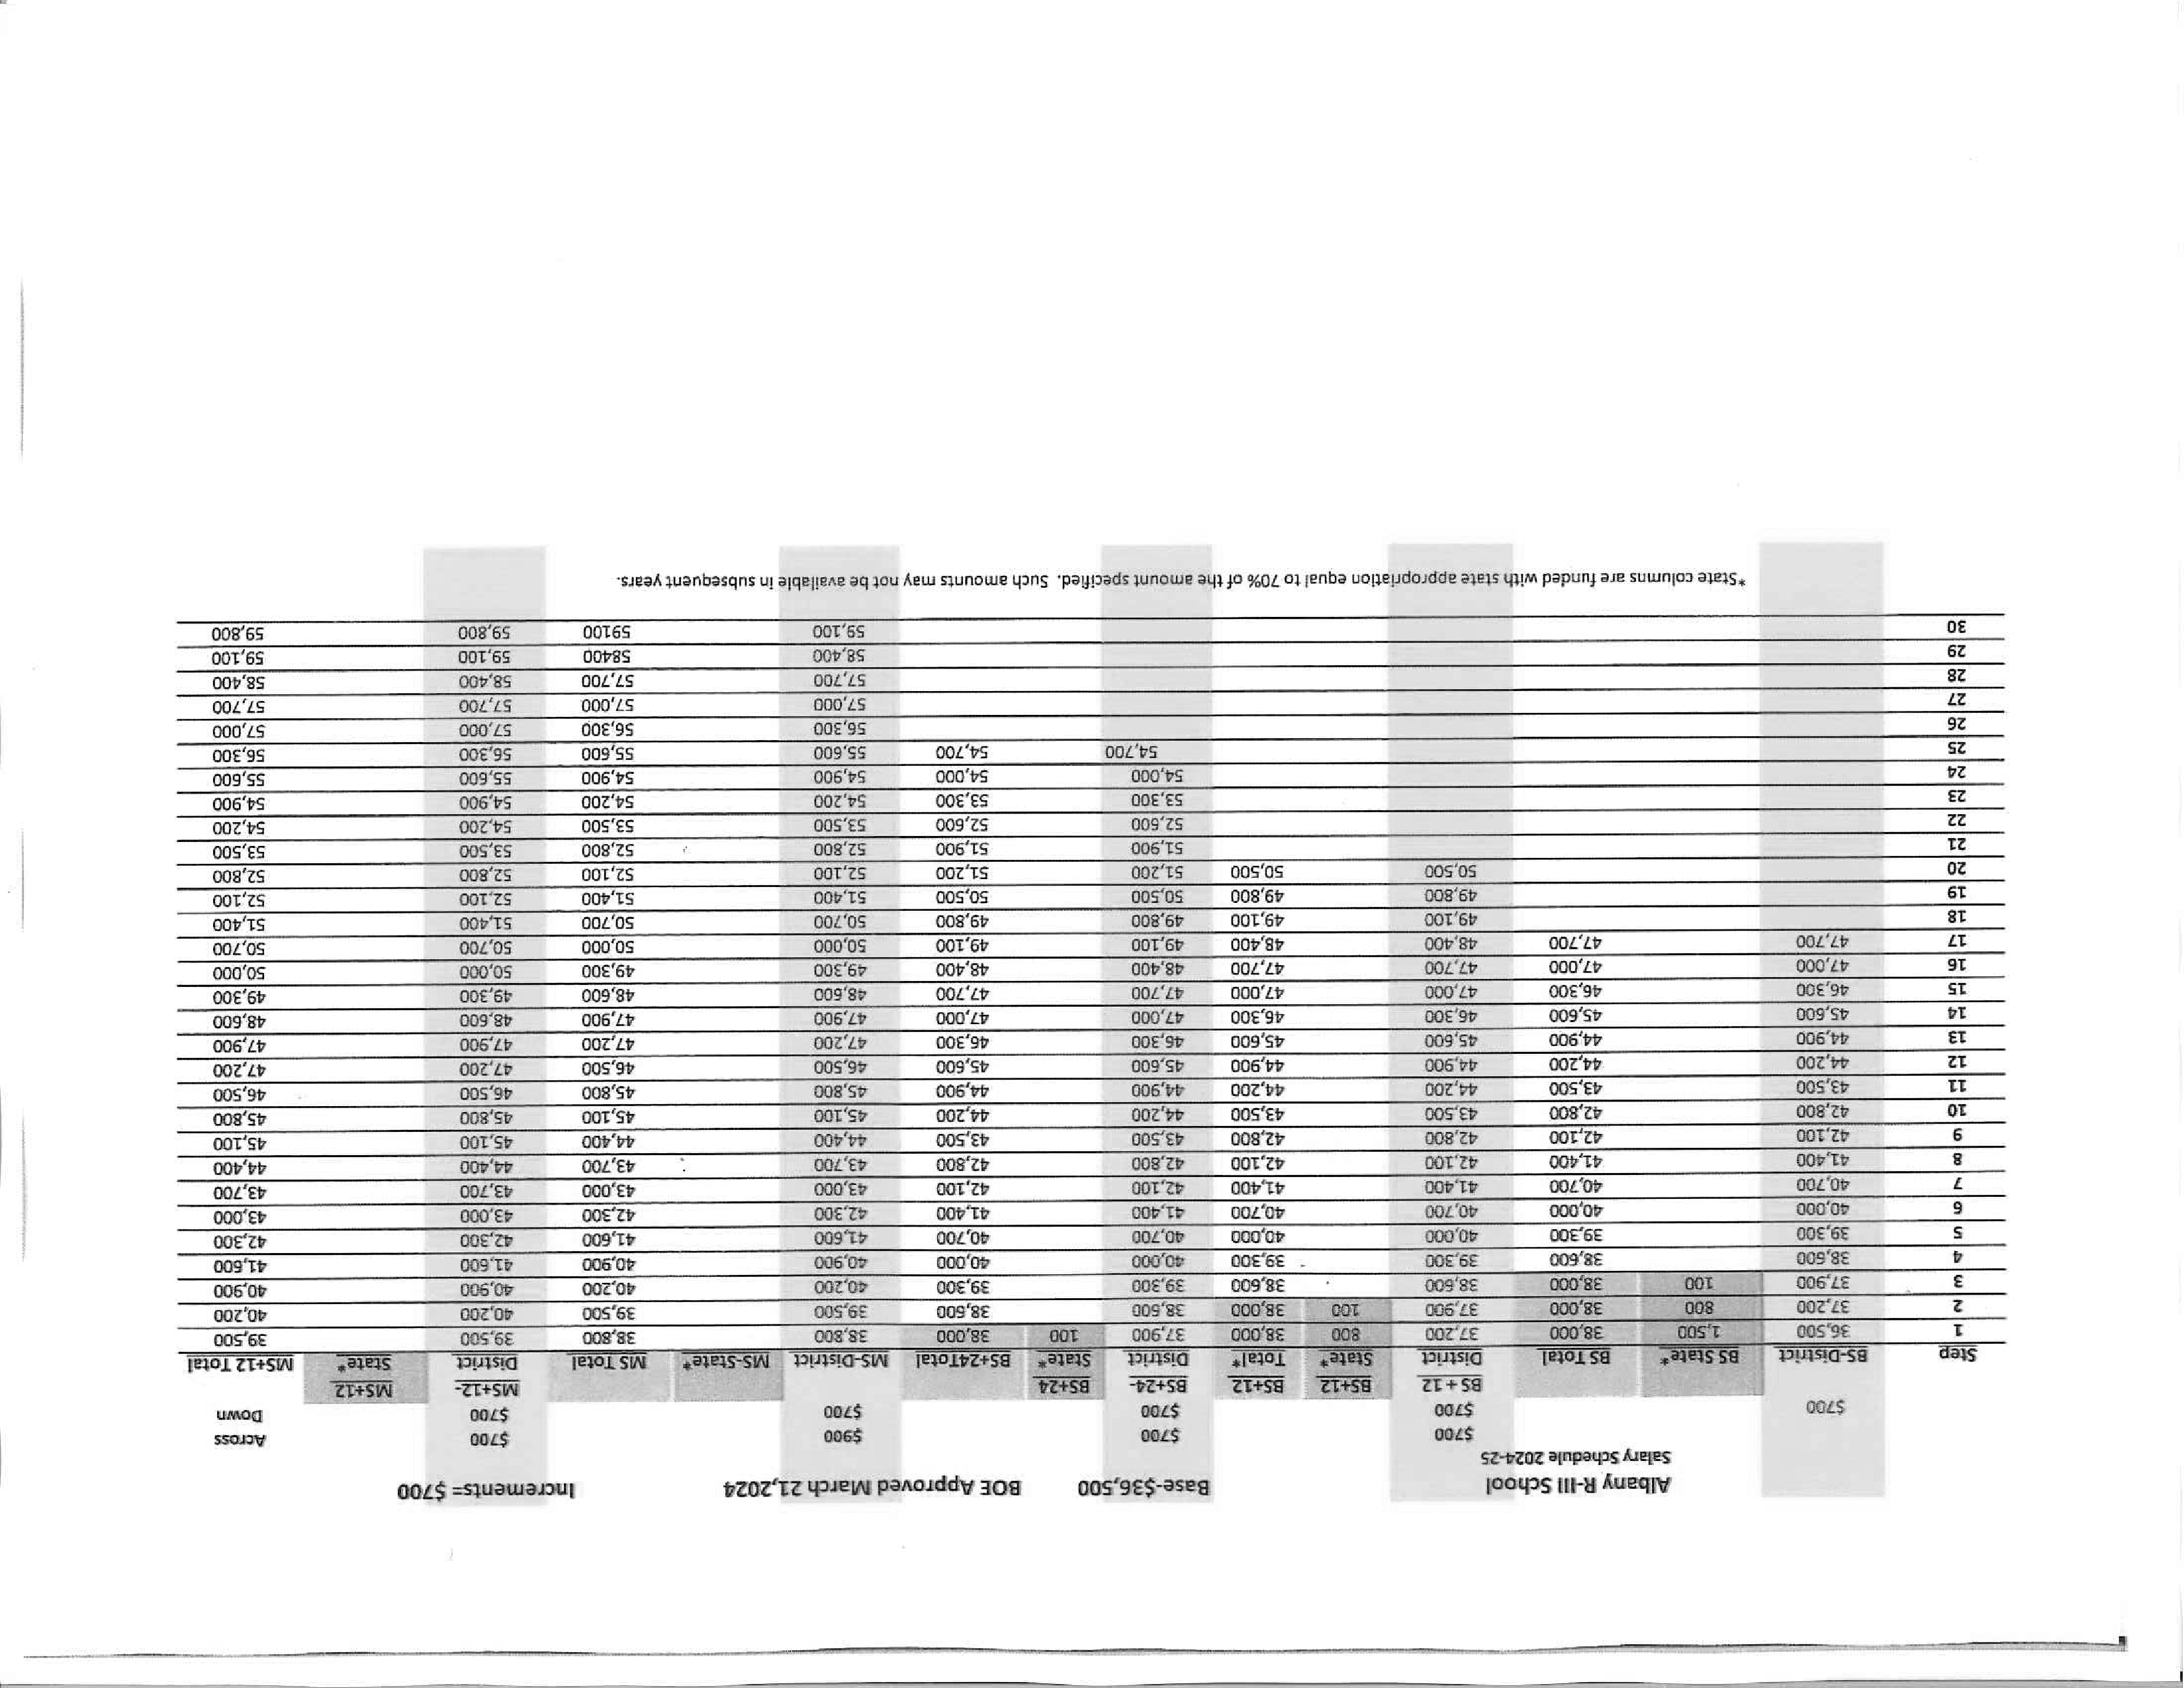 Albany R-III School Base-$36,500 BOE Approved March 21,2024 Increments= $700
Salary Schedule 2024-25
$700 $700 $900 $700 Across
$700 $700 $700 $700 $700 Down
BS + 12 BS+12 BS+12 BS+24- BS+24 MS+12- MS+12
Step BS-District BS State* BS Total District State* Total* District State* BS+24Total MS-District MS-State* MS Total District State* MS+12 Total
1 36,500 1,500 38,000 37,200 800 38,000 37,900 100 38,000 38,800 38,800 39,500 39,500
2 37,200 800 38,000 37,900 100 38,000 38,600 38,600 39,500 39,500 40,200 40,200
3 37,900 100 38,000 38,600 38,600 39,300 39,300 40,200 40,200 40,900 40,900
4 38,600 38,600 39,300 39,300 40,000 40,000 40,900 40,900 41,600 41,600
5 39,300 39,300 40,000 40,000 40,700 40,700 41,600 41,600 42,300 42,300
6 40,000 40,000 40,700 40,700 41,400 41,400 42,300 42,300 43,000 43,000
7 40,700 40,700 41,400 41,400 42,100 42,100 43,000 43,000 43,700 43,700
8 41,400 41,400 42,100 42,100 42,800 42,800 43,700 43,700 44,400 44,400
9 42,100 42,100 42,800 42,800 43,500 43,500 44,400 44,400 45,100 45,100
10 42,800 42,800 43,500 43,500 44,200 44,200 45,100 45,100 45,800 45,800
11 43,500 43,500 44,200 44,200 44,900 44,900 45,800 45,800 46,500 46,500
12 44,200 44,200 44,900 44,900 45,600 45,600 46,500 46,500 47,200 47,200
13 44,900 44,900 45,600 45,600 46,300 46,300 47,200 47,200 47,900 47,900
14 45,600 45,600 46,300 46,300 47,000 47,000 47,900 47,900 48,600 48,600
15 46,300 46,300 47,000 47,000 47,700 47,700 48,600 48,600 49,300 49,300
16 47,000 47,000 47,700 47,700 48,400 48,400 49,300 49,300 50,000 50,000
17 47,700 47,700 48,400 48,400 49,100 49,100 50,000 50,000 50,700 50,700
18 49,100 49,100 49,800 49,800 50,700 50,700 51,400 51,400
19 49,800 49,800 50,500 50,500 51,400 51,400 52,100 52,100
20 50,500 50,500 51,200 51,200 52,100 52,100 52,800 52,800
21 51,900 51,900 52,800 52,800 53,500 53,500
22 52,600 52,600 53,500 53,500 54,200 54,200
23 53,300 53,300 54,200 54,200 54,900 54,900
24 54,000 54,000 54,900 54,900 55,600 55,600
25 54,700 54,700 55,600 55,600 56,300 56,300
26 56,300 56,300 57,000 57,000
27 57,000 57,000 57,700 57,700
28 57,700 57,700 58,400 58,400
29 58,400 58400 59,100 59,100
30 59,100 59100 59,800 59,800
*State columns are funded with state appropriation equal to 70% of the amount specified. Such amounts may not be available in subsequent years.